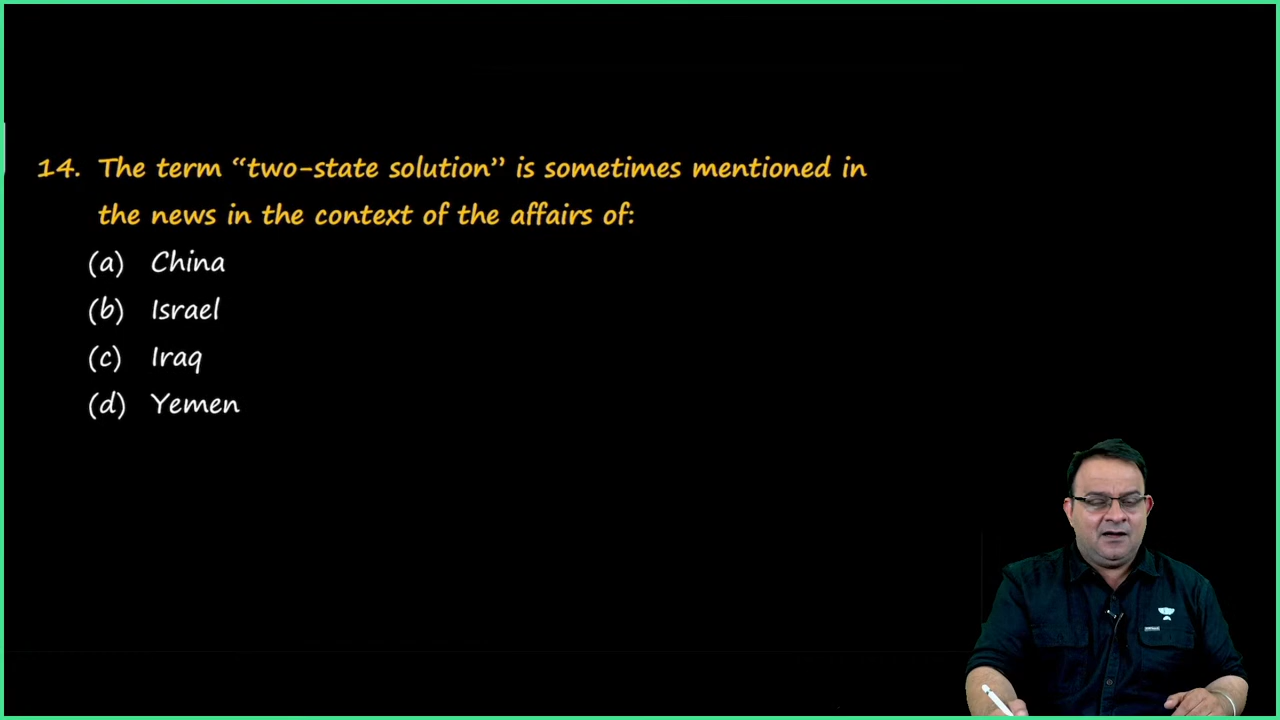 14. The term “two-state solution” is sometimes mentioned in
the news in the context of the affairs of:
(a) China
(b) Israel
(c) Iraq
(d) Yemen